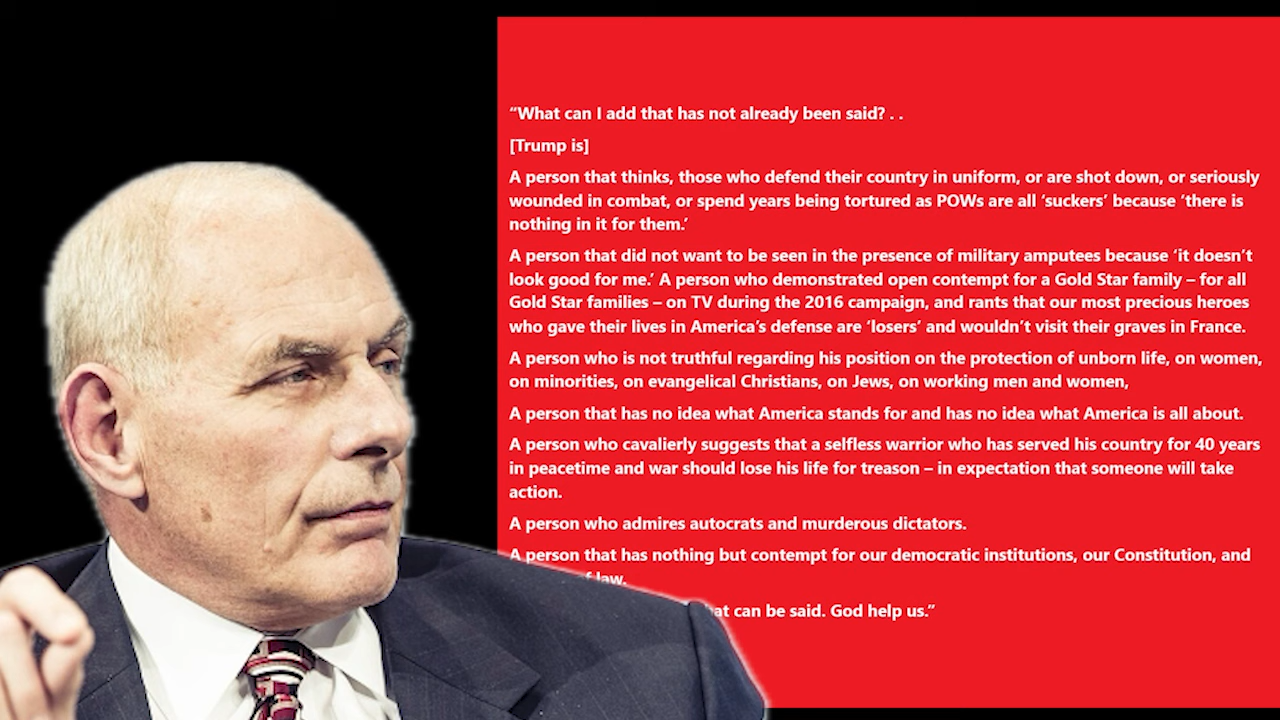 “What can I add that has not already been said? . .
[Trump is]
A person that thinks, those who defend their country in uniform, or are shot down, or seriously
wounded in combat, or spend years being tortured as POWs are all ‘suckers’ because ‘there is
nothing in it for them.’
A person that did not want to be seen in the presence of military amputees because ‘it doesn’t
look good for me.’ A person who demonstrated open contempt for a Gold Star family – for all
Gold Star families – on TV during the 2016 campaign, and rants that our most precious heroes
who gave their lives in America’s defense are ‘losers’ and wouldn’t visit their graves in France.
A person who is not truthful regarding his position on the protection of unborn life, on women,
on minorities, on evangelical Christians, on Jews, on working men and women,
A person that has no idea what America stands for and has no idea what America is all about.
A person who cavalierly suggests that a selfless warrior who has served his country for 40 years
in peacetime and war should lose his life for treason – in expectation that someone will take
action.
A person who admires autocrats and murderous dictators.
A person that has nothing but contempt for our democratic institutions, our Constitution, and
law.
can be said. God help us.”